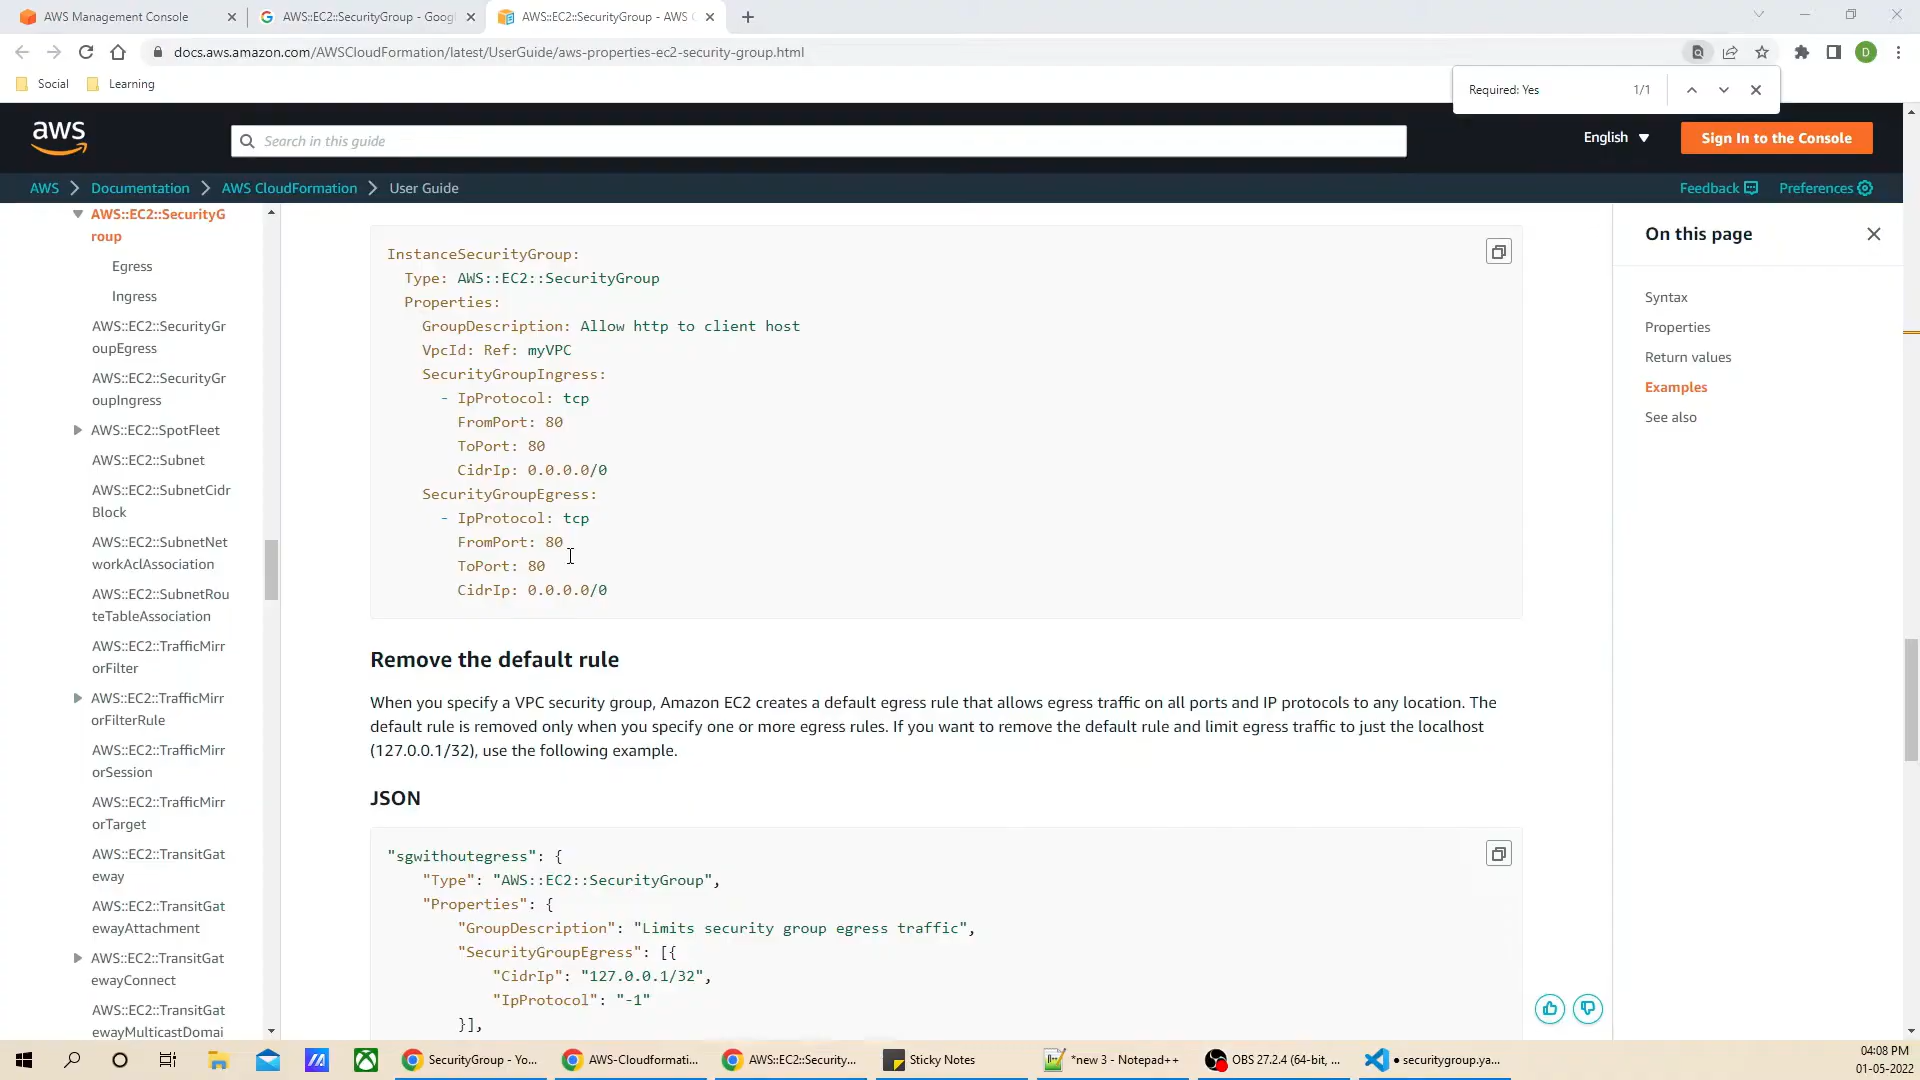 AWS Management Console
AWS::EC2::SecurityGroup - Goog
AWS::EC2::SecurityGroup - AWS C
docs.aws.amazon.com/AWSCloudFormation/latest/UserGuide/aws-properties-ec2-security-group.html
D
Social
Learning
Required: Yes
1/1
aws
Search in this guide
English
Sign In to the Console
AWS
Documentation
AWS CloudFormation
User Guide
Feedback
Preferences
AWS::EC2::SecurityG
roup
Egress
Ingress
AWS::EC2::SecurityGr
oupEgress
AWS::EC2::SecurityGr
oupIngress
AWS::EC2::SpotFleet
AWS::EC2::Subnet
AWS::EC2::SubnetCidr
Block
AWS::EC2::SubnetNet
workAclAssociation
AWS::EC2::SubnetRou
teTableAssociation
AWS::EC2::TrafficMirr
orFilter
AWS::EC2::TrafficMirr
orFilterRule
AWS::EC2::TrafficMirr
orSession
AWS::EC2::TrafficMirr
orTarget
AWS::EC2::TransitGat
eway
AWS::EC2::TransitGat
ewayAttachment
AWS::EC2::TransitGat
ewayConnect
AWS::EC2::TransitGat
ewayMulticastDomai
InstanceSecurityGroup:
Type: AWS::EC2::SecurityGroup
Properties:
GroupDescription: Allow http to client host
VpcId: Ref: myVPC
SecurityGroupIngress:
- IpProtocol: tcp
FromPort: 80
ToPort: 80
CidrIp: 0.0.0.0/0
SecurityGroupEgress:
- IpProtocol: tcp
FromPort: 80
ToPort: 80
CidrIp: 0.0.0.0/0
Remove the default rule
When you specify a VPC security group, Amazon EC2 creates a default egress rule that allows egress traffic on all ports and IP protocols to any location. The
default rule is removed only when you specify one or more egress rules. If you want to remove the default rule and limit egress traffic to just the localhost
(127.0.0.1/32), use the following example.
JSON
"sgwithoutegress": {
"Type": "AWS::EC2::SecurityGroup",
"Properties": {
"GroupDescription": "Limits security group egress traffic",
"SecurityGroupEgress": [{
"CidrIp": "127.0.0.1/32",
"IpProtocol": "-1"
}],
On this page
Syntax
Properties
Return values
Examples
See also
SecurityGroup - Yo...
AWS-Cloudformati...
AWS::EC2::Security...
Sticky Notes
*new 3 - Notepad++
OBS 27.2.4 (64-bit, ...
● securitygroup.ya...
04:08 PM
01-05-2022